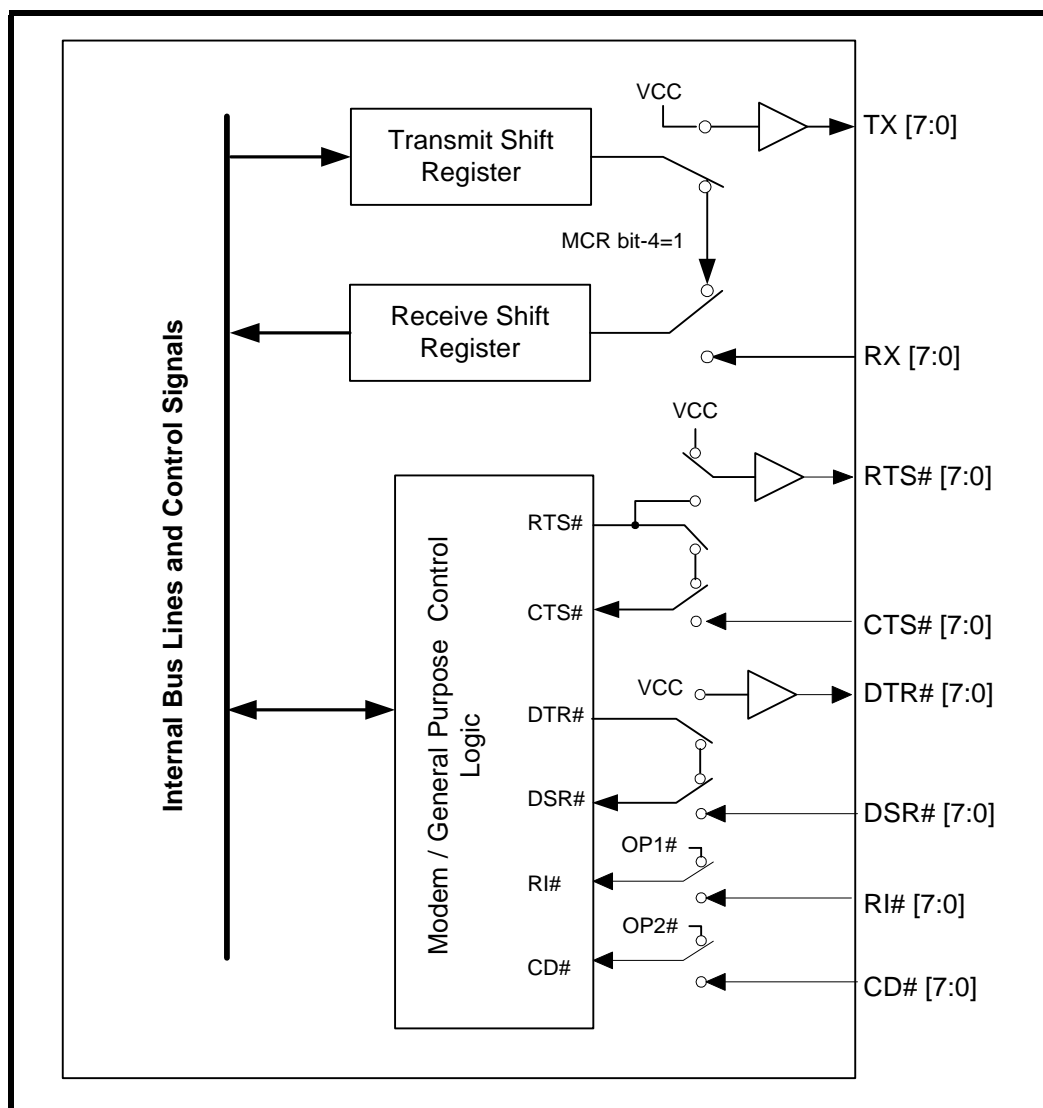 VCC
TX [7:0]
Transmit Shift
Register
MCR bit-4=1
Receive Shift
Register
RX [7:0]
Internal Bus Lines and Control Signals
VCC
RTS# [7:0]
RTS#
CTS#
CTS# [7:0]
Modem / General Purpose Control
Logic
VCC
DTR# [7:0]
DTR#
DSR#
DSR# [7:0]
OP1#
RI#
RI# [7:0]
OP2#
CD#
CD# [7:0]